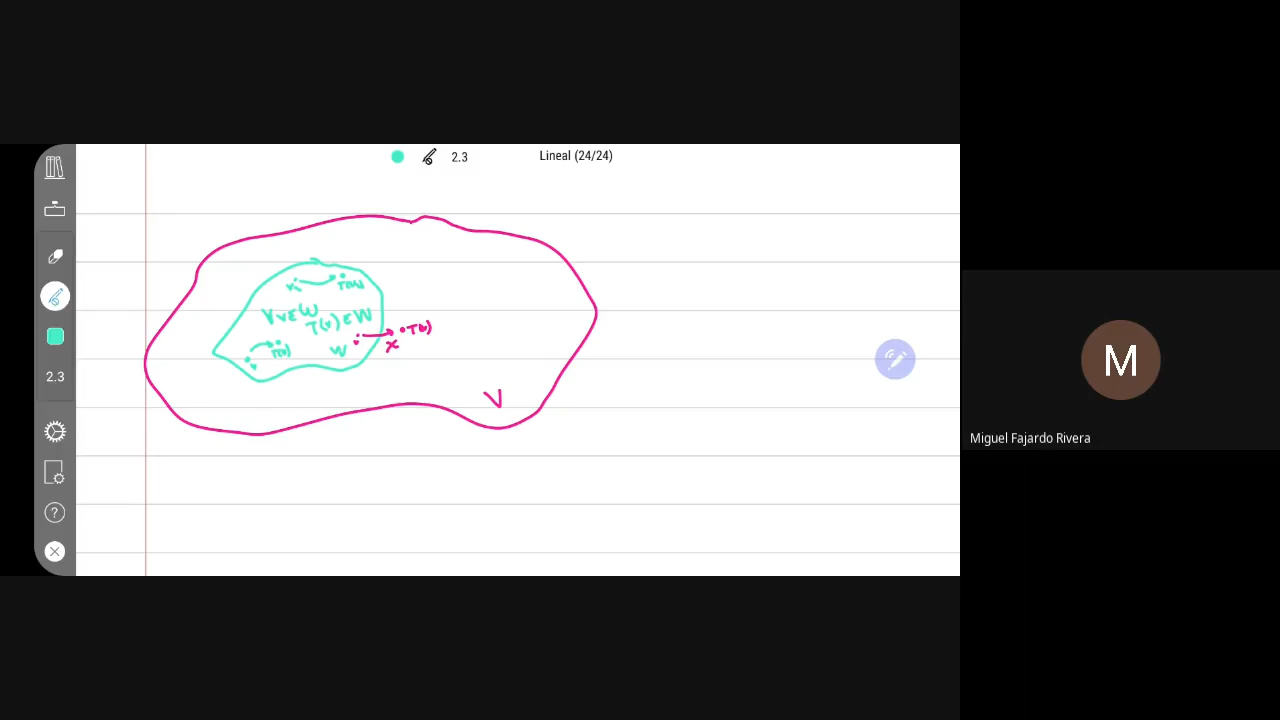 2.3
Lineal (24/24)
T(v)
∀v∈W
T(v)∈W
T(v)
T(v)
v
W
x
V
2.3
?
M
Miguel Fajardo Rivera